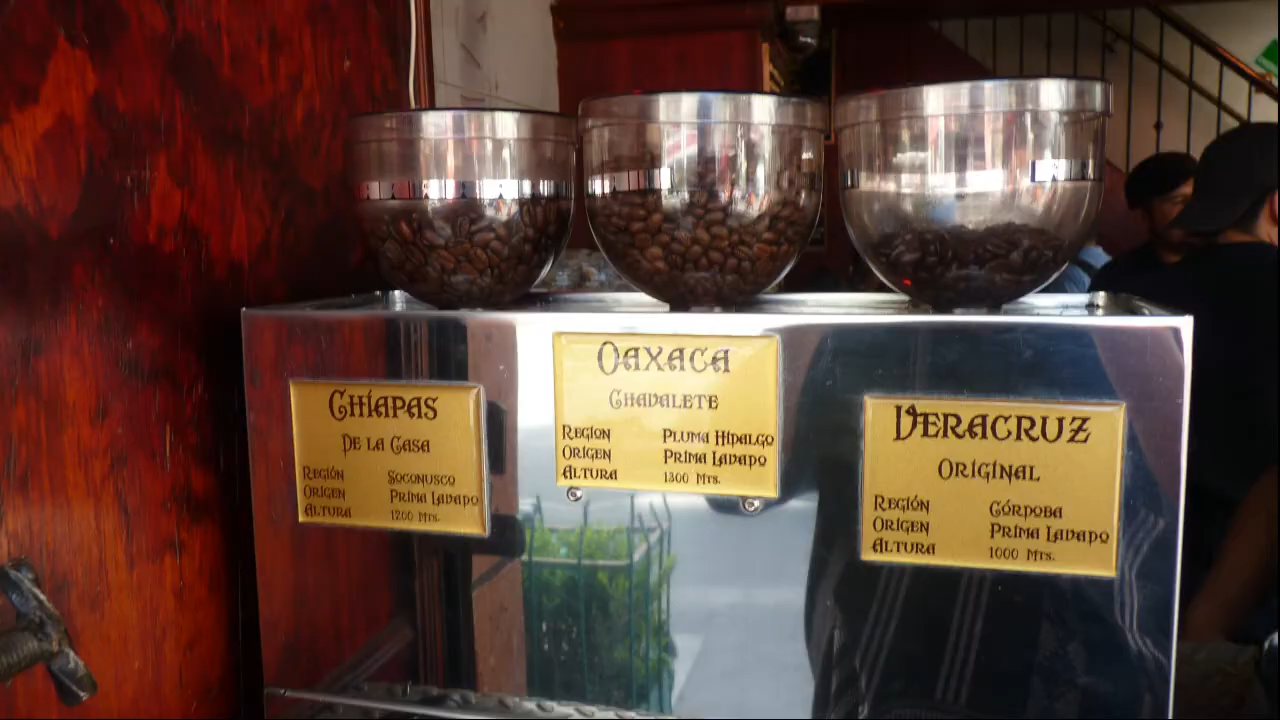 CHIAPAS
DE LA CASA
REGIÓN SOCONUSCO
ORIGEN PRIMA LAVADO
ALTURA 1200 MTS.
OAXACA
CHAVALETE
REGION PLUMA HIDALGO
ORIGEN PRIMA LAVADO
ALTURA 1300 MTS.
VERACRUZ
ORIGINAL
REGIÓN CÓRDOBA
ORIGEN PRIMA LAVADO
ALTURA 1000 MTS.